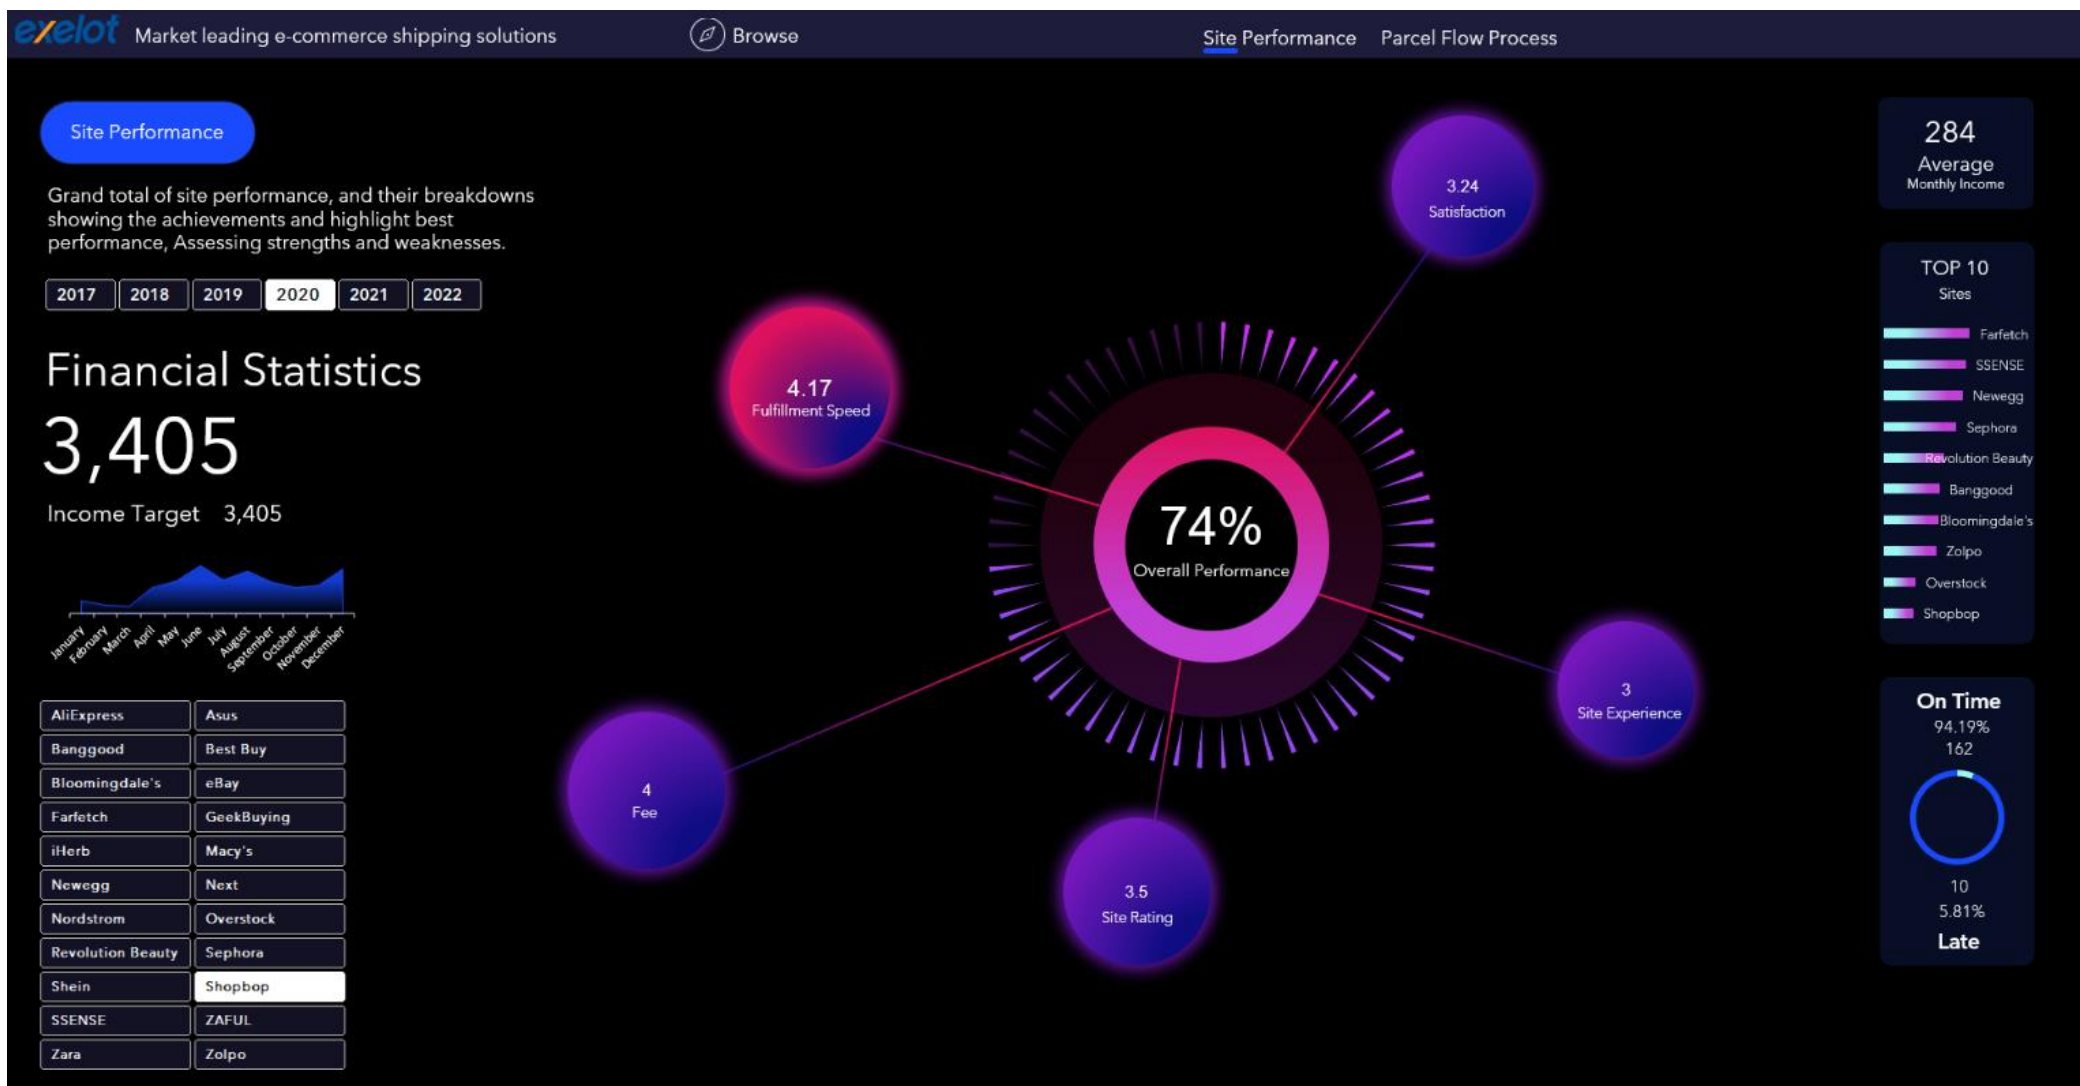 exelot
Market leading e-commerce shipping solutions
Browse
Site Performance
Parcel Flow Process
Site Performance
Grand total of site performance, and their breakdowns
showing the achievements and highlight best
performance, Assessing strengths and weaknesses.
2017 2018 2019 2020 2021 2022
Financial Statistics
3,405
Income Target 3,405
January
February
March
April
May
June
July
August
September
October
November
December
AliExpress Asus
Banggood Best Buy
Bloomingdale's eBay
Farfetch GeekBuying
iHerb Macy's
Newegg Next
Nordstrom Overstock
Revolution Beauty Sephora
Shein Shopbop
SSENSE ZAFUL
Zara Zolpo
3.24
Satisfaction
4.17
Fulfillment Speed
74%
Overall Performance
3
Site Experience
4
Fee
3.5
Site Rating
284
Average
Monthly Income
TOP 10
Sites
Farfetch
SSENSE
Newegg
Sephora
Revolution Beauty
Banggood
Bloomingdale's
Zolpo
Overstock
Shopbop
On Time
94.19%
162
10
5.81%
Late